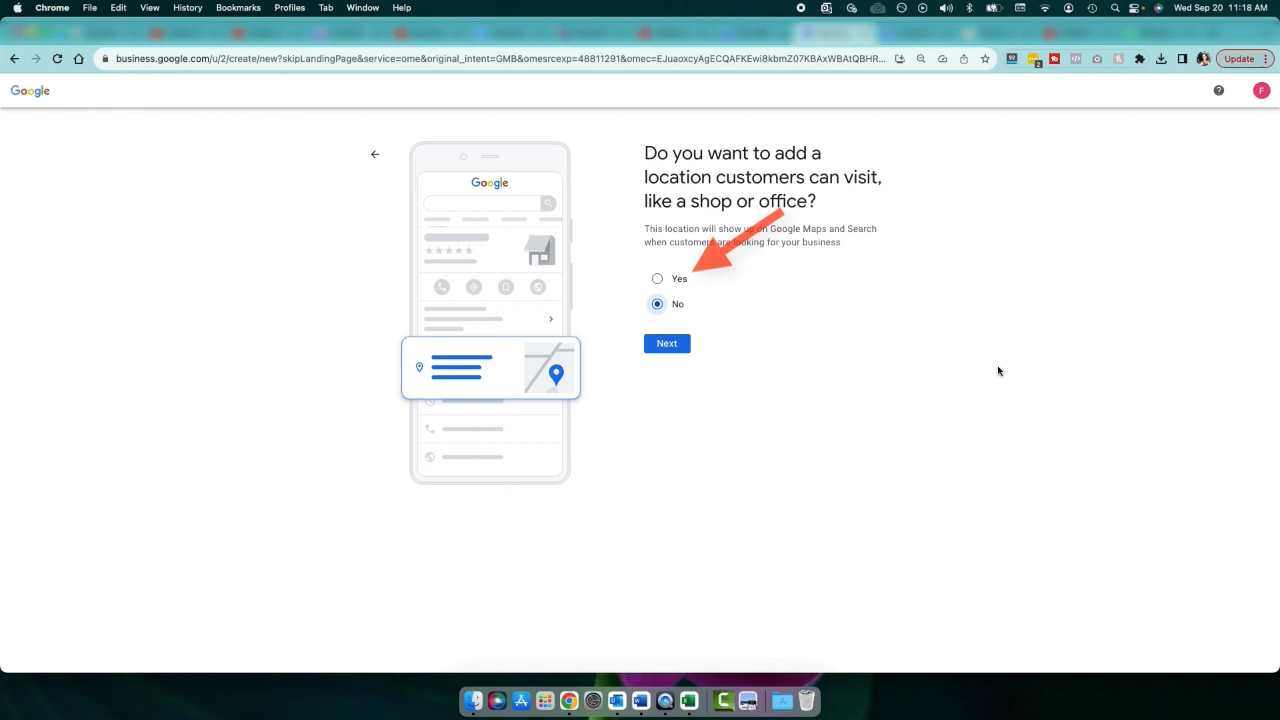 Chrome File Edit View History Bookmarks Profiles Tab Window Help Wed Sep 20 11:18 AM
business.google.com/u/2/create/new?skipLandingPage&service=ome&original_intent=GMB&omesrcexp=48811291&omec=EJuaoxcyAgECQAFKEwi8kbmZ07KBAxWBAtQBHR... Update
Google F
Do you want to add a
location customers can visit,
like a shop or office?
Google
This location will show up on Google Maps and Search
when customers are looking for your business
Yes
No
Next